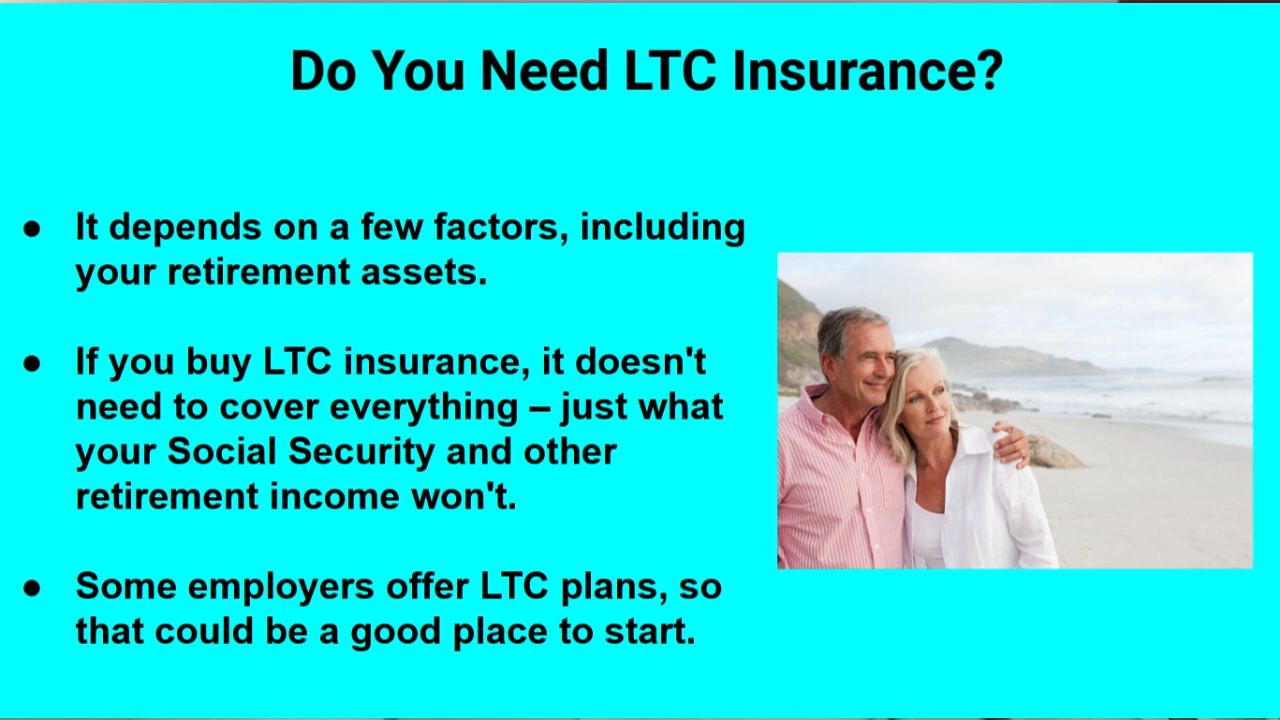 Do You Need LTC Insurance?
● It depends on a few factors, including
your retirement assets.
● If you buy LTC insurance, it doesn't
need to cover everything – just what
your Social Security and other
retirement income won't.
● Some employers offer LTC plans, so
that could be a good place to start.